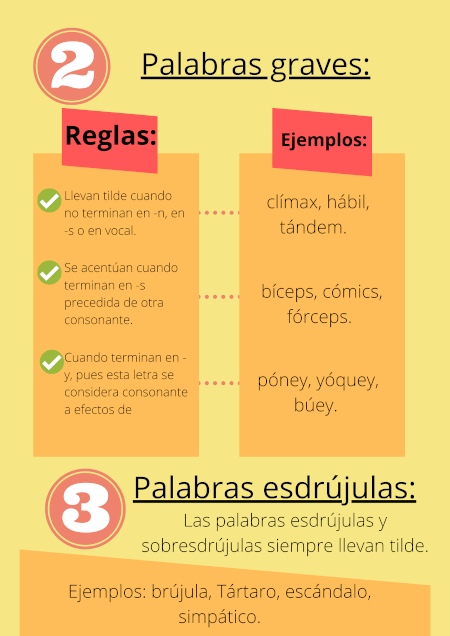 2
Palabras graves:
Reglas:
Llevan tilde cuando
no terminan en -n, en
-s o en vocal.
Se acentúan cuando
terminan en -s
precedida de otra
consonante.
Cuando terminan en -
y, pues esta letra se
considera consonante
a efectos de
Ejemplos:
clímax, hábil,
tándem.
bíceps, cómics,
fórceps.
póney, yóquey,
búey.
3
Palabras esdrújulas:
Las palabras esdrújulas y
sobresdrújulas siempre llevan tilde.
Ejemplos: brújula, Tártaro, escándalo,
simpático.